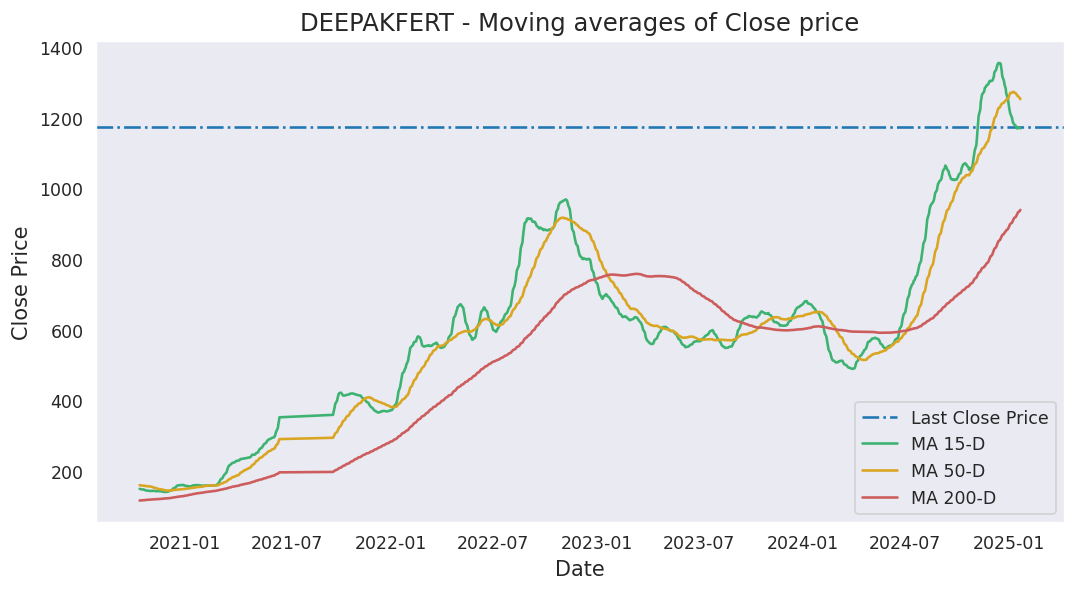 DEEPAKFERT - Moving averages of Close price
Close Price
1400
1200
1000
800
600
400
200
Last Close Price
MA 15-D
MA 50-D
MA 200-D
2021-01
2021-07
2022-01
2022-07
2023-01
2023-07
2024-01
2024-07
2025-01
Date